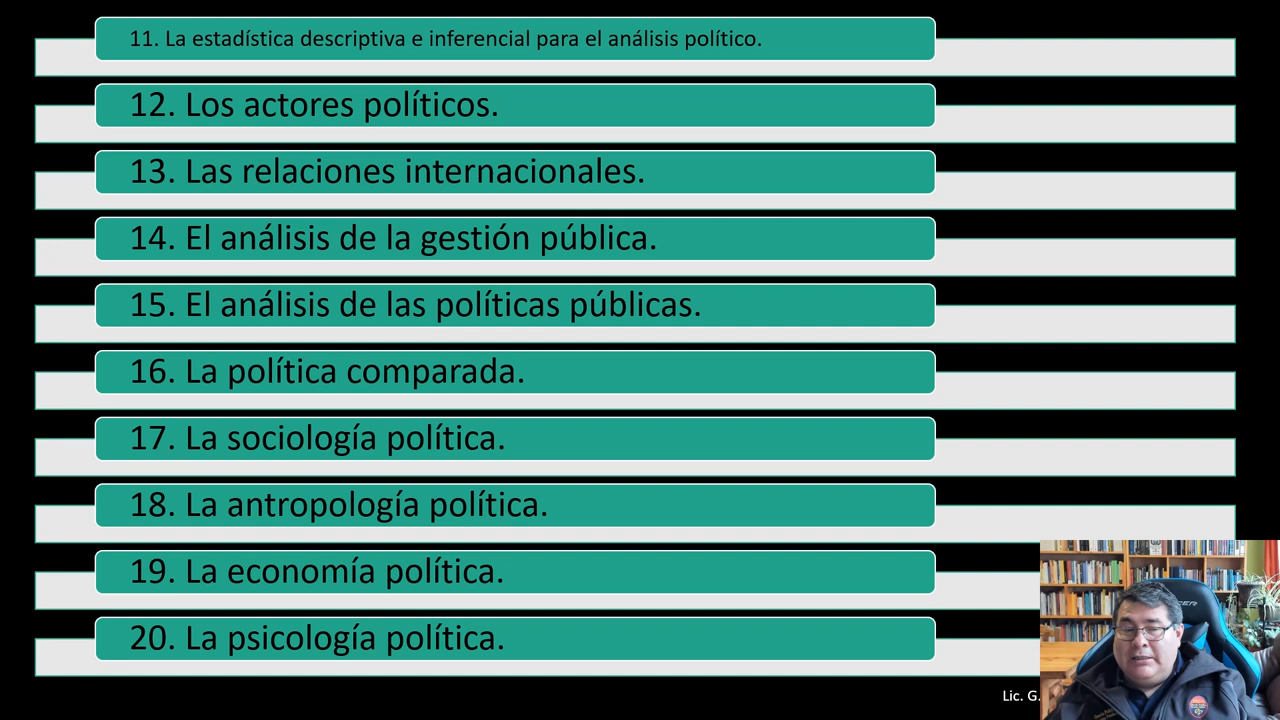 11. La estadística descriptiva e inferencial para el análisis político.
12. Los actores políticos.
13. Las relaciones internacionales.
14. El análisis de la gestión pública.
15. El análisis de las políticas públicas.
16. La política comparada.
17. La sociología política.
18. La antropología política.
19. La economía política.
20. La psicología política.
Lic. G.